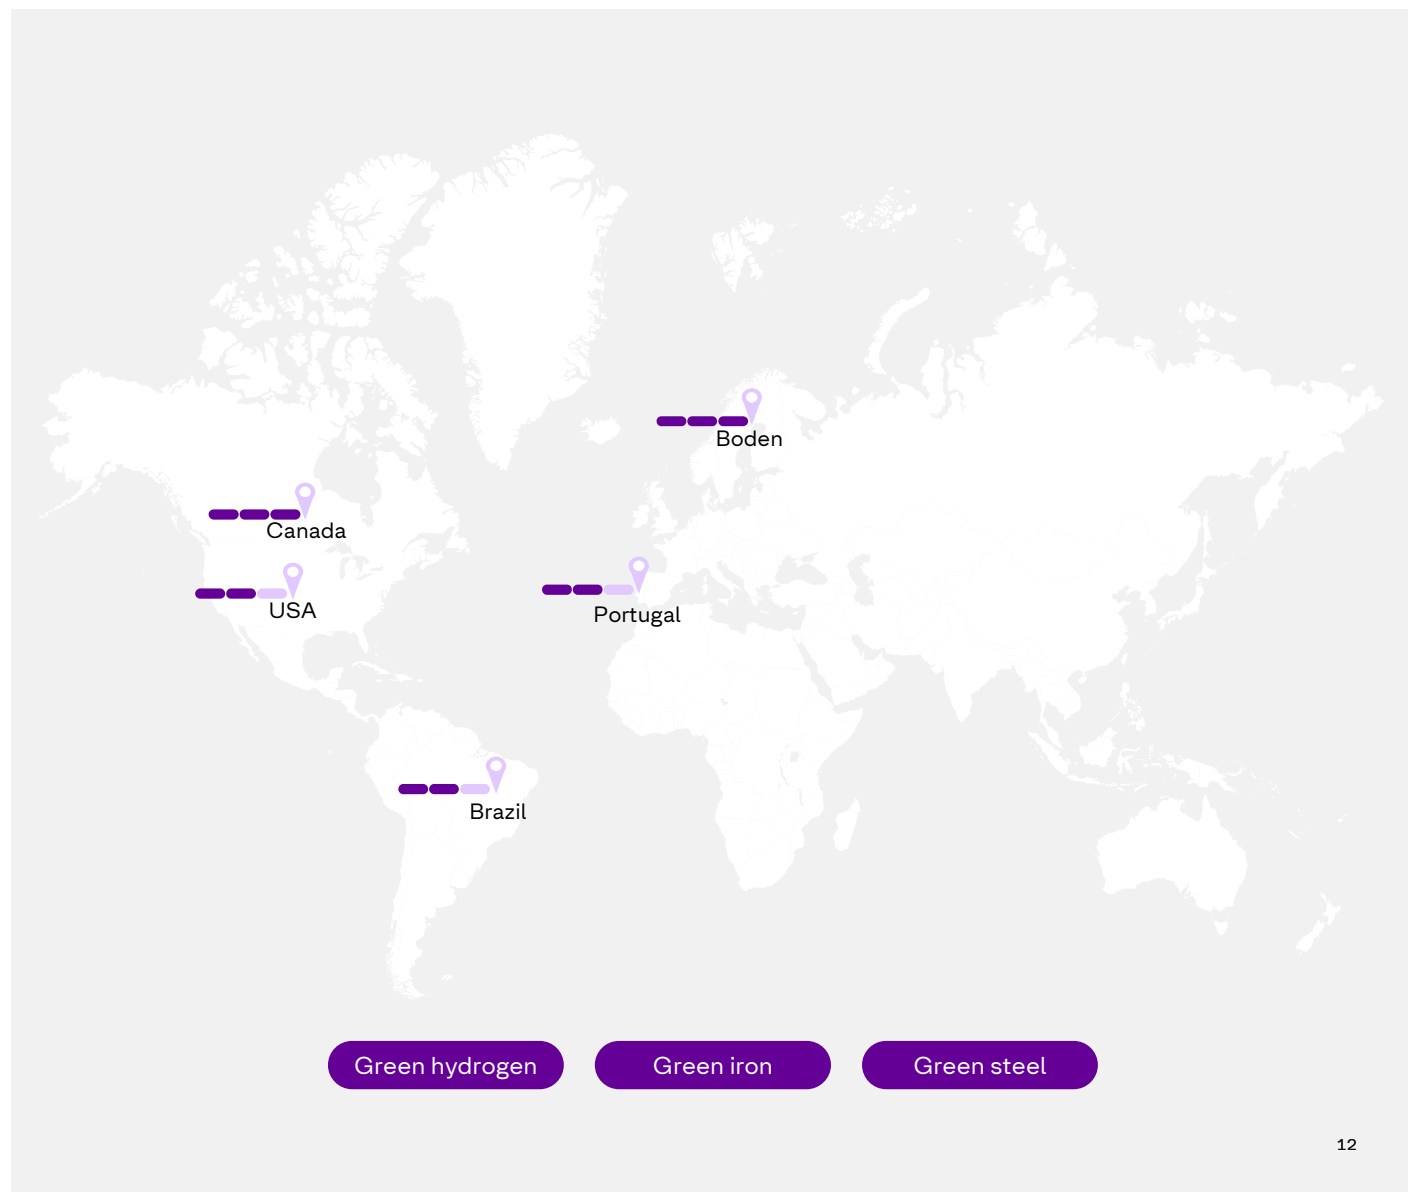 Boden
Canada
USA
Portugal
Brazil
Green hydrogen
Green iron
Green steel
12